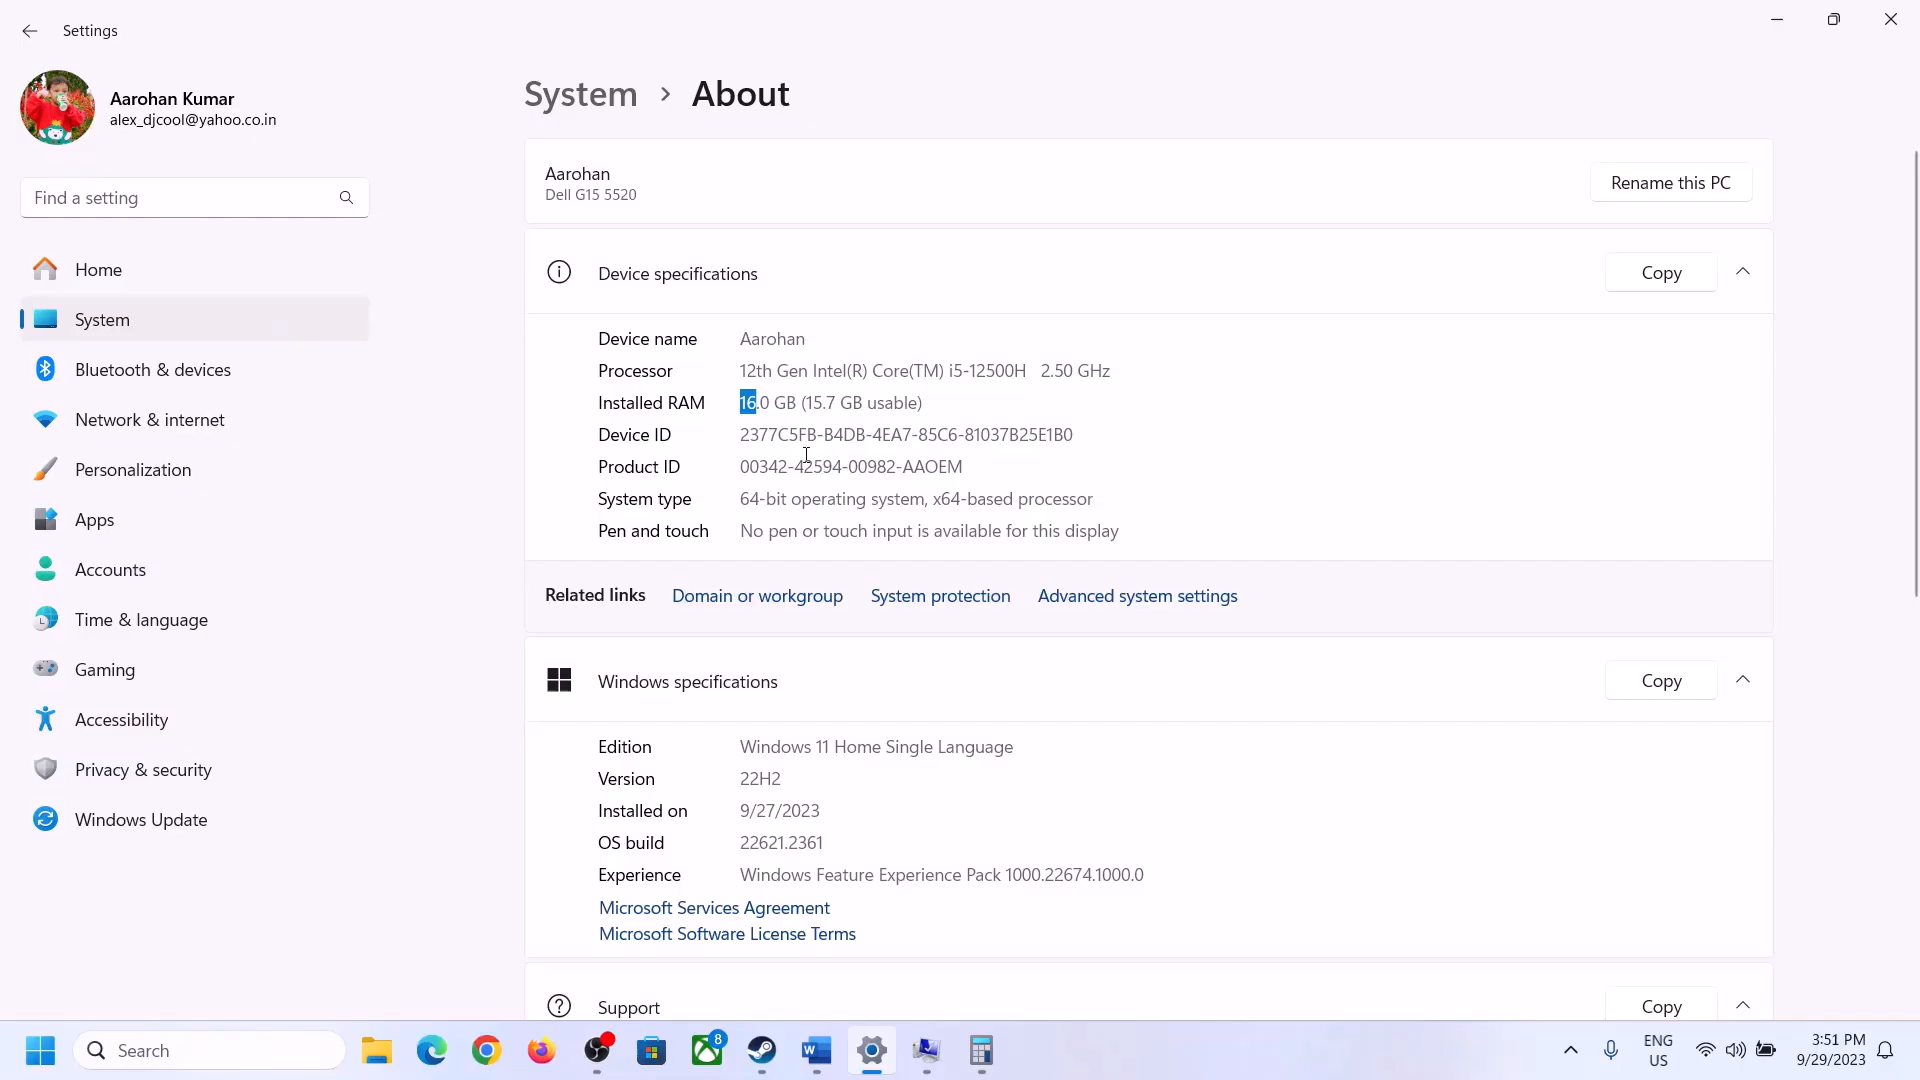 Settings
Aarohan Kumar
alex_djcool@yahoo.co.in
Find a setting
Home
System
Bluetooth & devices
Network & internet
Personalization
Apps
Accounts
Time & language
Gaming
Accessibility
Privacy & security
Windows Update
System > About
Aarohan
Dell G15 5520
Rename this PC
Device specifications
Copy
Device name Aarohan
Processor 12th Gen Intel(R) Core(TM) i5-12500H 2.50 GHz
Installed RAM 16.0 GB (15.7 GB usable)
Device ID 2377C5FB-B4DB-4EA7-85C6-81037B25E1B0
Product ID 00342-42594-00982-AAOEM
System type 64-bit operating system, x64-based processor
Pen and touch No pen or touch input is available for this display
Related links Domain or workgroup System protection Advanced system settings
Windows specifications
Copy
Edition Windows 11 Home Single Language
Version 22H2
Installed on 9/27/2023
OS build 22621.2361
Experience Windows Feature Experience Pack 1000.22674.1000.0
Microsoft Services Agreement
Microsoft Software License Terms
Support
Copy
Search
8
W
ENG
US
3:51 PM
9/29/2023